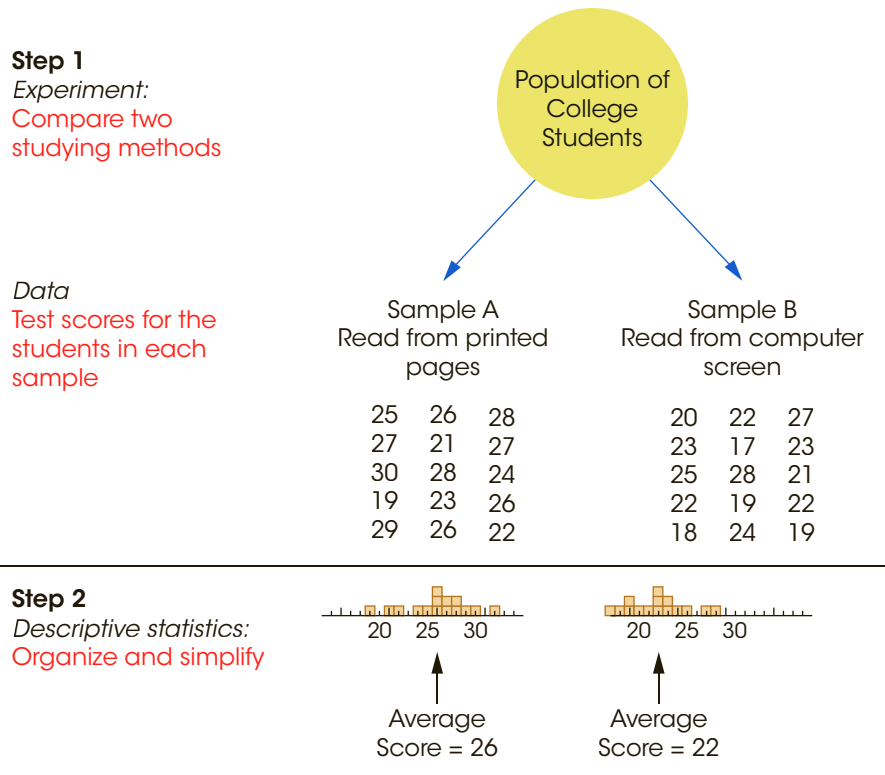 Step 1
Experiment:
Compare two
studying methods
Population of
College
Students
Data
Test scores for the
students in each
sample
Sample A
Read from printed
pages
Sample B
Read from computer
screen
25 26 28
27 21 27
30 28 24
19 23 26
29 26 22
20 22 27
23 17 23
25 28 21
22 19 22
18 24 19
Step 2
Descriptive statistics:
Organize and simplify
20 25 30
Average
Score = 26
20 25 30
Average
Score = 22